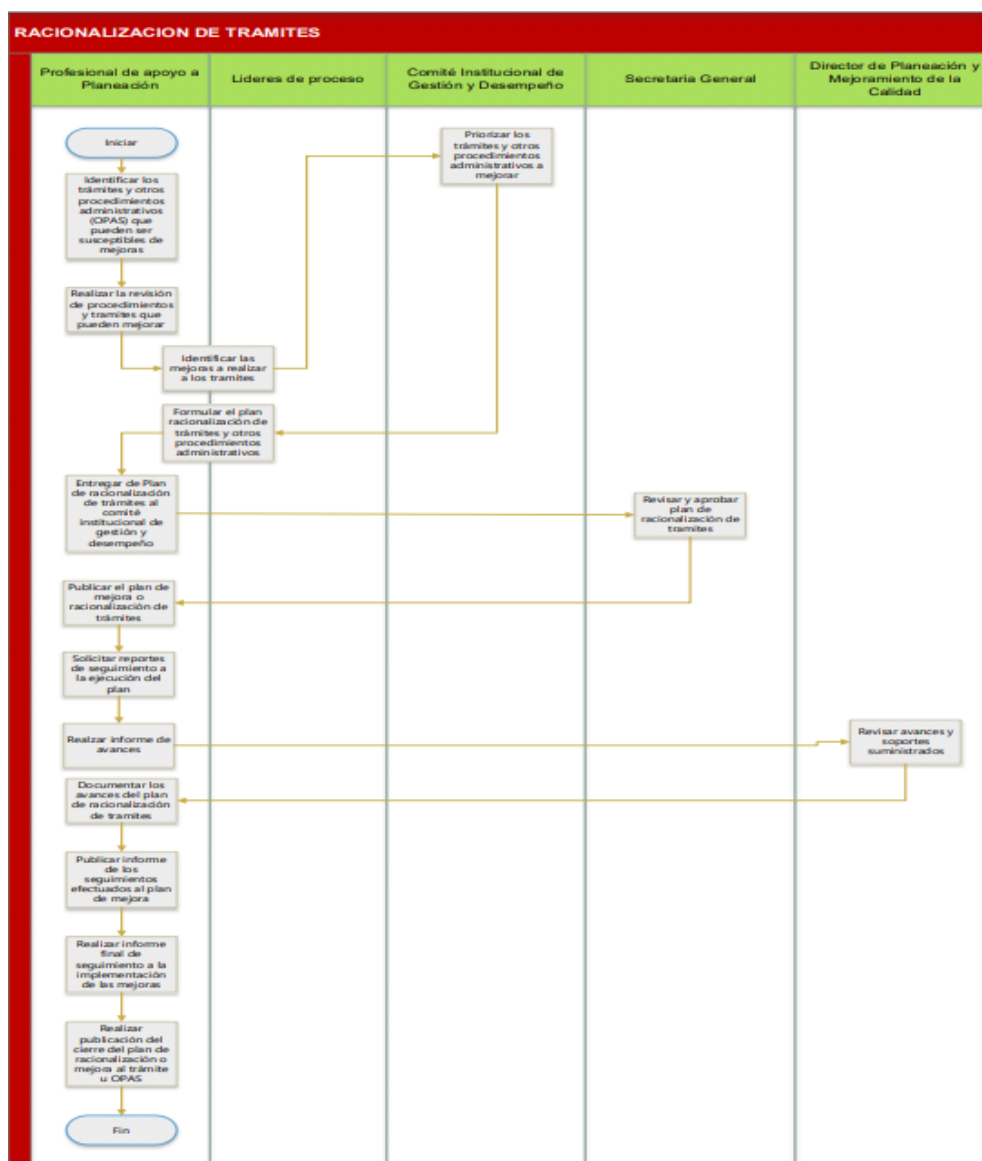 RACIONALIZACION DE TRAMITES
Profesional de apoyo a
Planeación
Lideres de proceso
Comité Institucional de
Gestión y Desempeño
Secretaria General
Director de Planeación y
Mejoramiento de la
Calidad
Iniciar
Priorizar los
trámites y otros
procedimientos
administrativos a
mejorar
Identificar los
trámites y otros
procedimientos
administrativos
(OPAS) que
pueden ser
susceptibles de
mejoras
Realizar la revisión
de procedimientos
y tramites que
pueden mejorar
Identificar las
mejoras a realizar
a los tramites
Formular el plan
racionalización de
trámites y otros
procedimientos
administrativos
Entregar de Plan
de racionalización
de trámites al
comité
institucional de
gestión y
desempeño
Revisar y aprobar
plan de
racionalización de
tramites
Publicar el plan de
mejora o
racionalización de
trámites
Solicitar reportes
de seguimiento a
la ejecución del
plan
Realzar informe de
avances
Revisar avances y
soportes
suministrados
Documentar los
avances del plan
de racionalización
de tramites
Publicar informe
de los
seguimientos
efectuados al plan
de mejora
Realizar informe
final de
seguimiento a la
implementación
de las mejoras
Realizar
publicación del
cierre del plan de
racionalización o
mejora al trámite
u OPAS
Fin